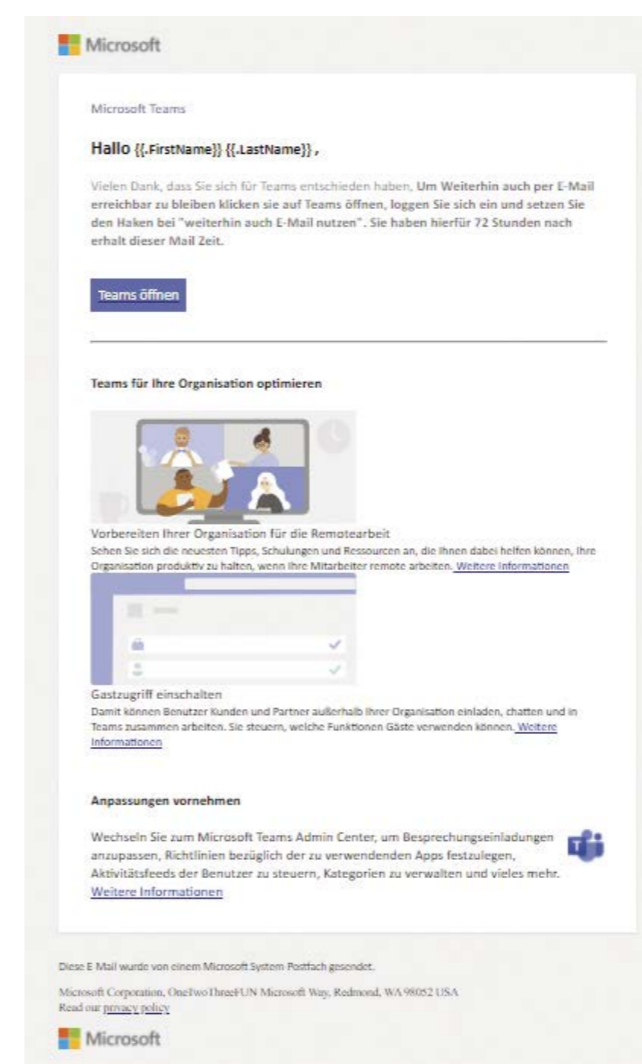 Microsoft
Microsoft Teams
Hallo {{.FirstName}} {{.LastName}} ,
Vielen Dank, dass Sie sich für Teams entschieden haben, Um Weiterhin auch per E-Mail
erreichbar zu bleiben klicken sie auf Teams öffnen, loggen Sie sich ein und setzen Sie
den Haken bei "weiterhin auch E-Mail nutzen". Sie haben hierfür 72 Stunden nach
erhalt dieser Mail Zeit.
Teams öffnen
Teams für Ihre Organisation optimieren
Vorbereiten Ihrer Organisation für die Remotearbeit
Sehen Sie sich die neuesten Tipps, Schulungen und Ressourcen an, die Ihnen dabei helfen können, Ihre
Organisation produktiv zu halten, wenn Ihre Mitarbeiter remote arbeiten. Weitere Informationen
Gastzugriff einschalten
Damit können Benutzer Kunden und Partner außerhalb Ihrer Organisation einladen, chatten und in
Teams zusammen arbeiten. Sie steuern, welche Funktionen Gäste verwenden können. Weitere
Informationen
Anpassungen vornehmen
Wechseln Sie zum Microsoft Teams Admin Center, um Besprechungseinladungen
anzupassen, Richtlinien bezüglich der zu verwendenden Apps festzulegen,
Aktivitätsfeeds der Benutzer zu steuern, Kategorien zu verwalten und vieles mehr.
Weitere Informationen
T
Diese E Mail wurde von einem Microsoft System Postfach gesendet.
Microsoft Corporation, OneTwoThreeFUN Microsoft Way, Redmond, WA 98052 USA
Read our privacy policy
Microsoft